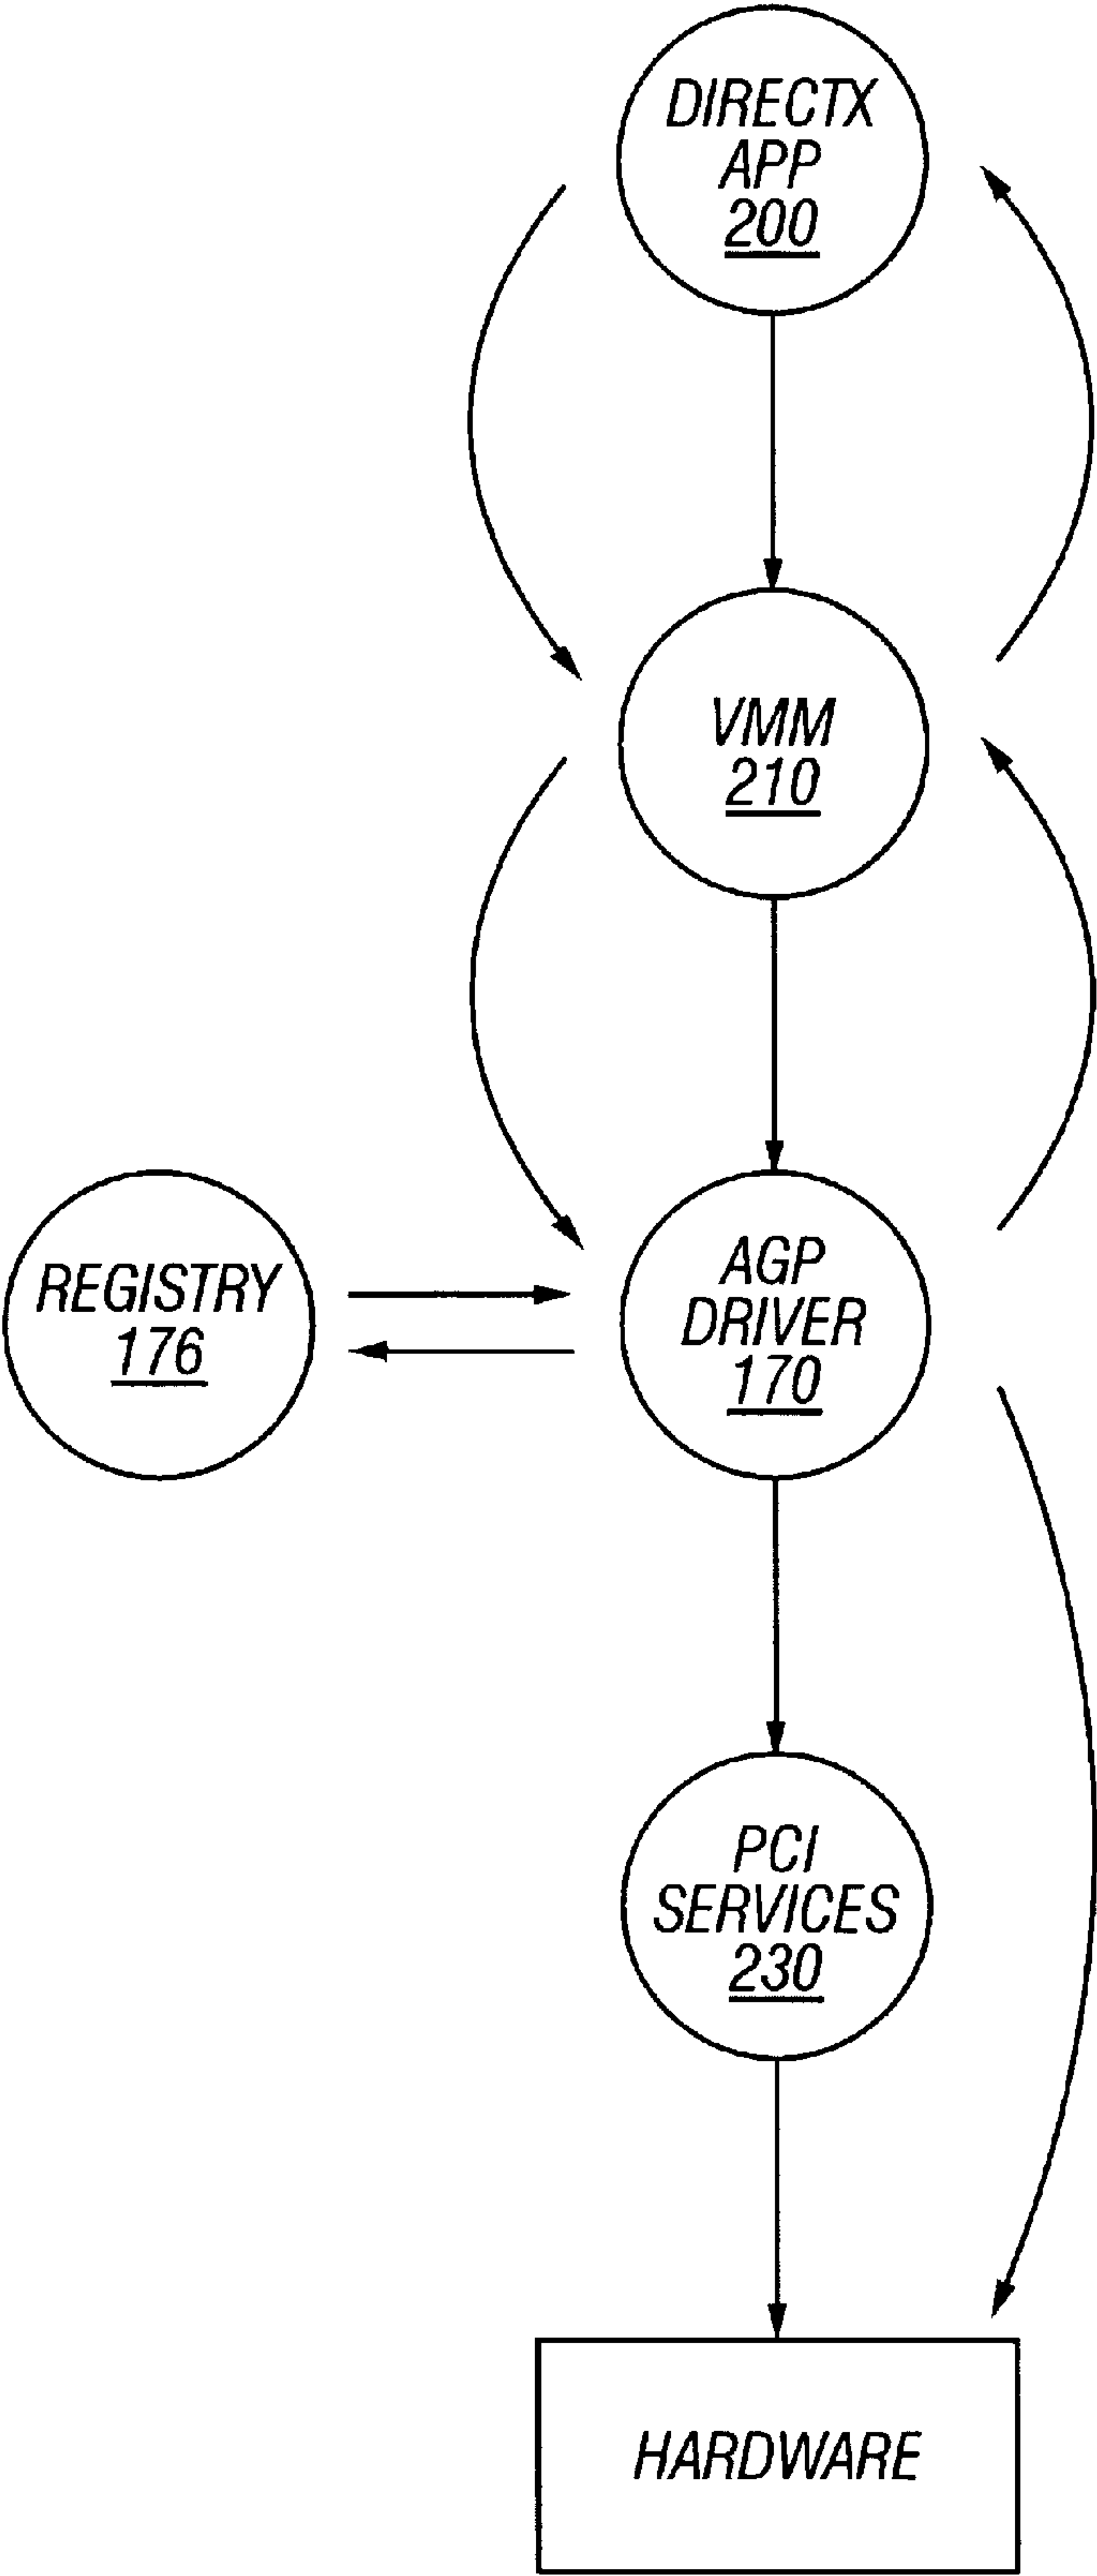 DIRECTX
APP
200
VMM
210
REGISTRY
176
AGP
DRIVER
170
PCI
SERVICES
230
HARDWARE